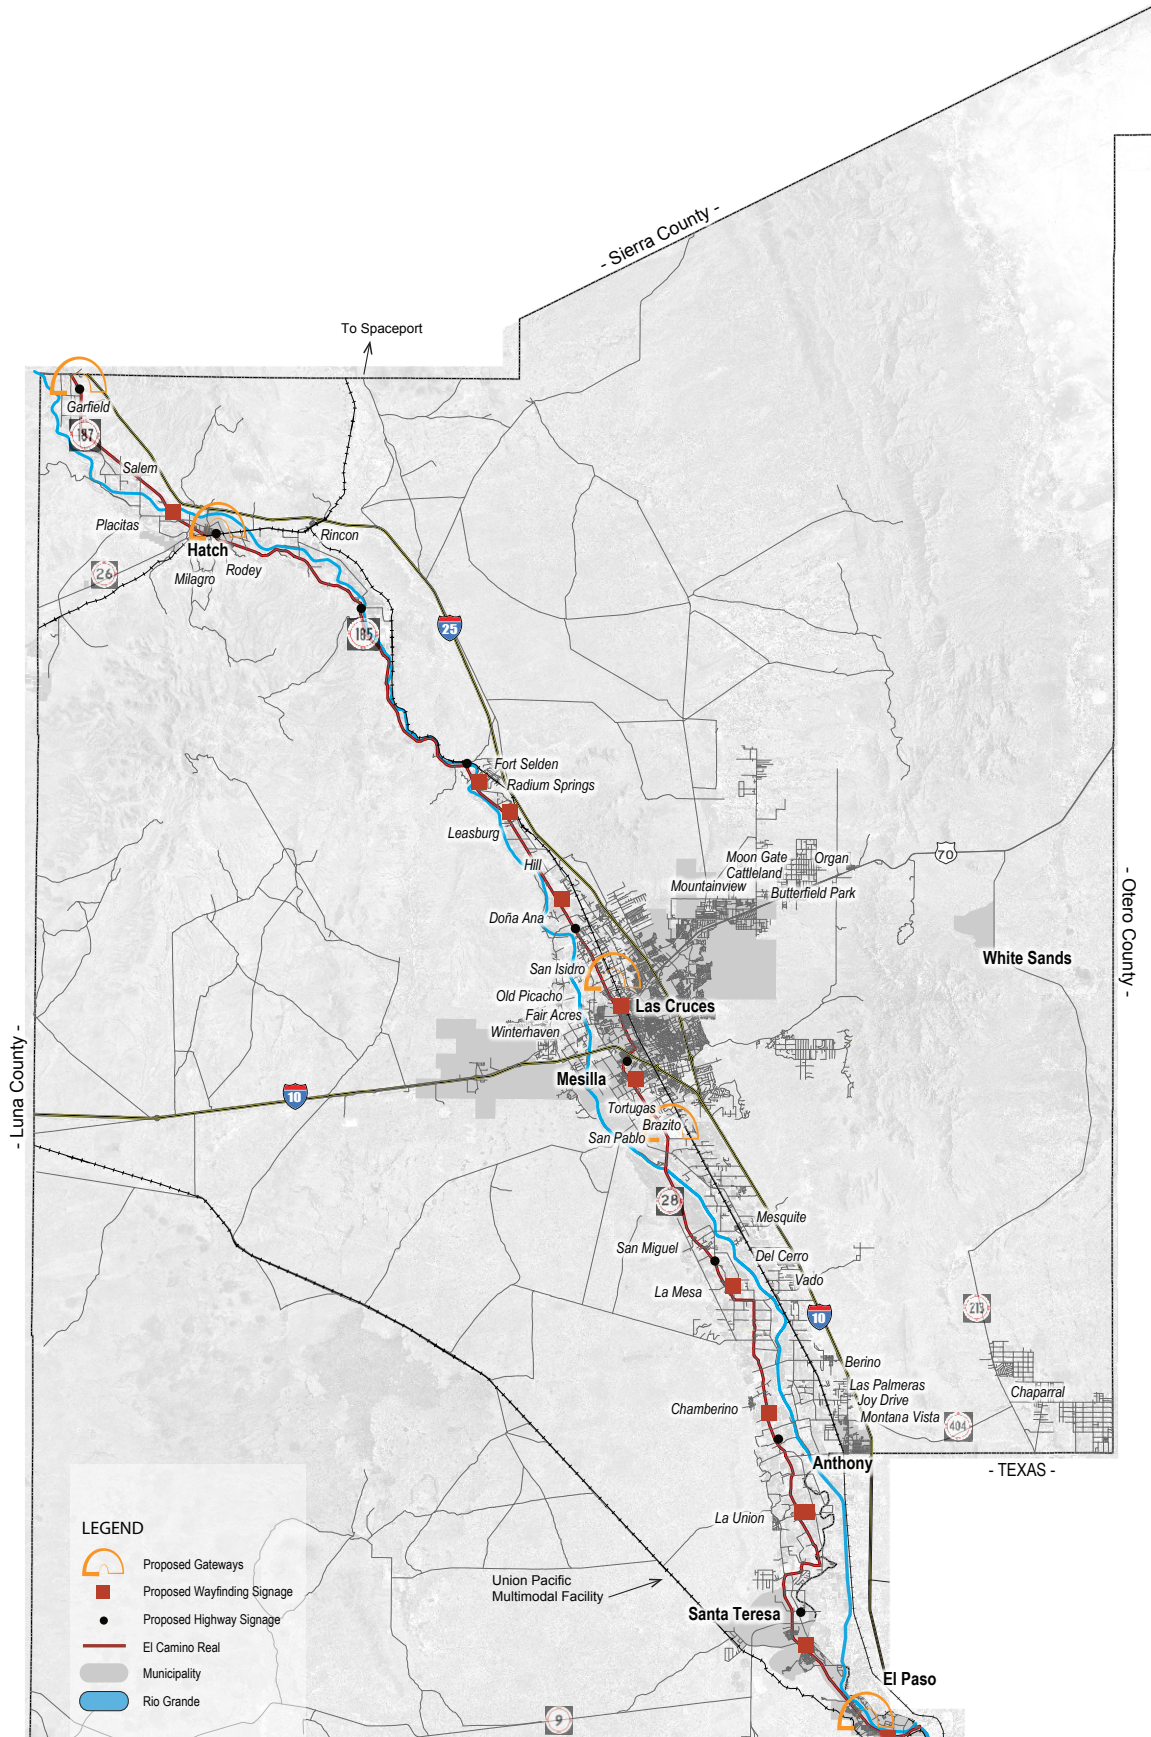 - Sierra County -
To Spaceport
Garfield
187
Salem
Placitas
Hatch
Rincon
Rodey
Milagro
26
185
25
Fort Selden
Radium Springs
Leasburg
Hill
Moon Gate
Organ
Cattleland
Mountainview
Butterfield Park
70
- Otero County -
Doña Ana
White Sands
San Isidro
Old Picacho
Las Cruces
Fair Acres
Winterhaven
- Luna County -
Mesilla
10
Tortugas
Brazito
San Pablo
28
Mesquite
San Miguel
Del Cerro
Vado
La Mesa
10
213
Berino
Las Palmeras
Joy Drive
Montana Vista
Chaparral
404
Chamberino
Anthony
- TEXAS -
La Union
Union Pacific
Multimodal Facility
Santa Teresa
El Paso
9
LEGEND
Proposed Gateways
Proposed Wayfinding Signage
Proposed Highway Signage
El Camino Real
Municipality
Rio Grande